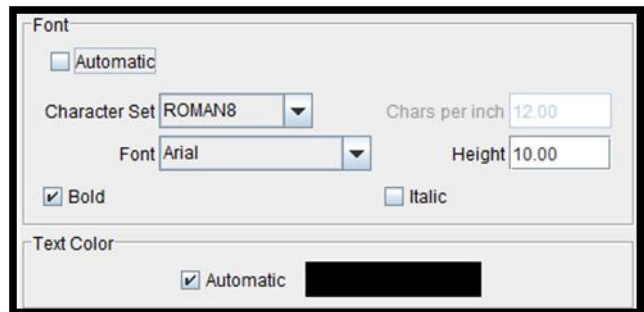 Font
Automatic
Character Set ROMAN8 Chars per inch 12.00
Font Arial Height 10.00
Bold Italic
Text Color
Automatic